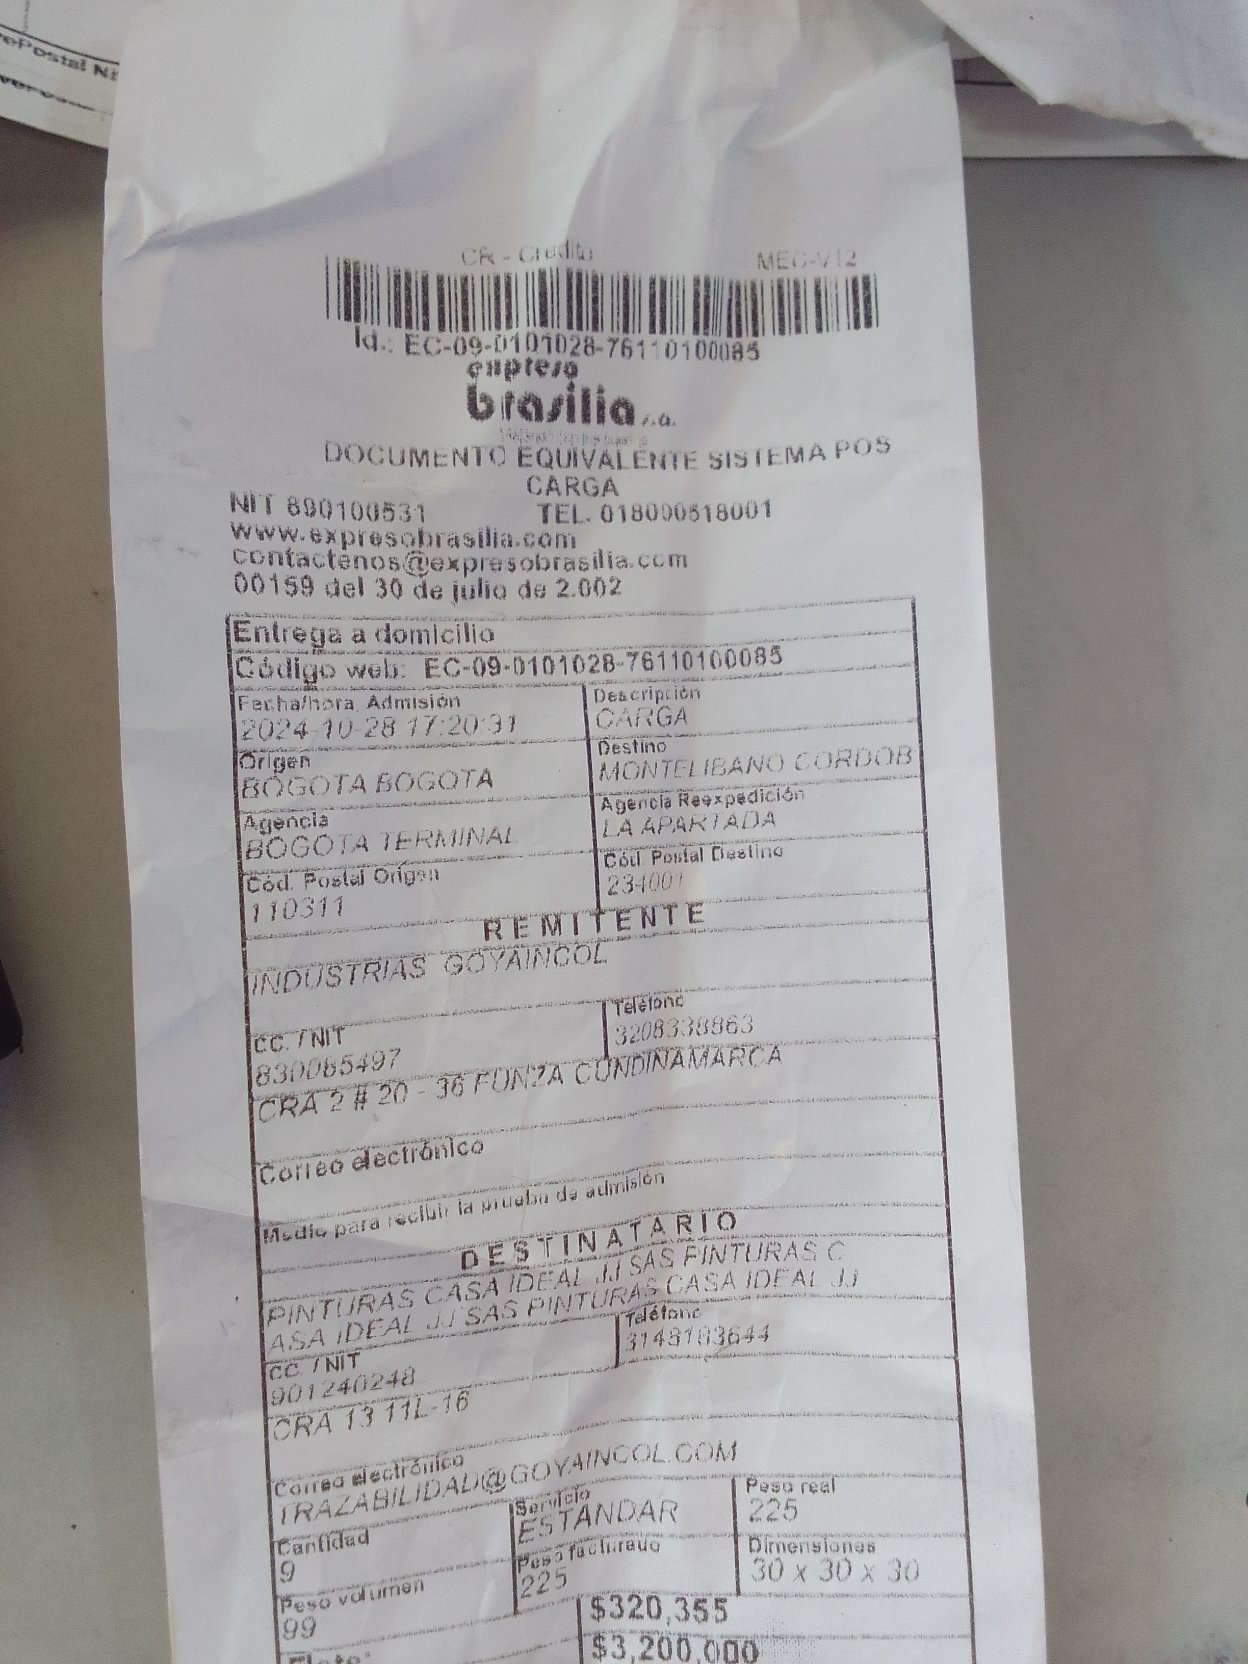 CR - Credito MEC-V12
Id.: EC-09-0101028-76110100085
expreso
brasilia s.a.
DOCUMENTO EQUIVALENTE SISTEMA POS
CARGA
NIT 890100531 TEL. 018000518001
www.expresobrasilia.com
contactenos@expresobrasilia.com
00159 del 30 de julio de 2.002
Entrega a domicilio
Código web: EC-09-0101028-76110100085
Fecha/hora Admisión Descripción
2024-10-28 17:20:31 CARGA
Origen Destino
BOGOTA BOGOTA MONTELIBANO CORDOB
Agencia Agencia Reexpedición
BOGOTA TERMINAL LA APARTADA
Cód. Postal Origen Cód. Postal Destino
110311 234001
REMITENTE
INDUSTRIAS GOYAINCOL
CC. / NIT Teléfono
830085497 3208338863
CRA 2 # 20 - 36 FUNZA CUNDINAMARCA
Correo electrónico
Medio para recibir la prueba de admisión
DESTINATARIO
PINTURAS CASA IDEAL JJ SAS PINTURAS C
ASA IDEAL JJ SAS PINTURAS CASA IDEAL JJ
CC. / NIT Teléfono
901240248 3148183644
CRA 13 11L-16
Correo electrónico
TRAZABILIDAD@GOYAINCOL.COM
Cantidad Servicio Peso real
9 ESTANDAR 225
Peso volumen Peso facturado Dimensiones
99 225 30 x 30 x 30
Flete: $320,355
$3,200,000